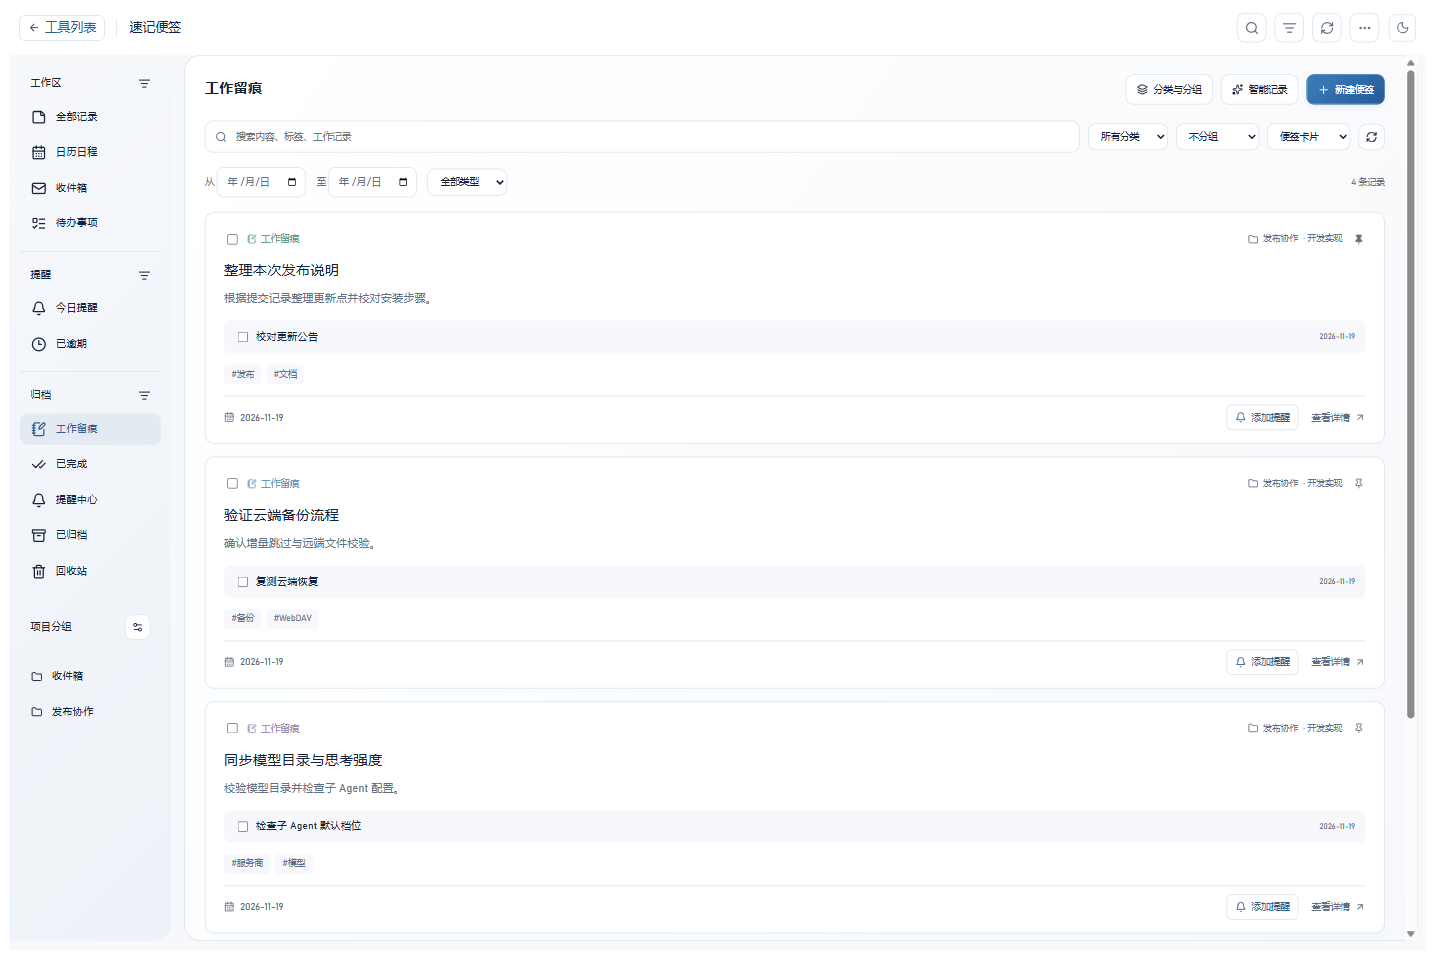 工具列表
速记便签
工作区
全部记录
日历日程
收件箱
待办事项
提醒
今日提醒
已逾期
归档
工作留痕
已完成
提醒中心
已归档
回收站
项目分组
收件箱
发布协作
工作留痕
分类与分组
智能记录
新建便签
搜索内容、标签、工作记录
所有分类
不分组
便签卡片
从 年 /月/日 至 年 /月/日 全部类型
4 条记录
工作留痕
发布协作 · 开发实现
整理本次发布说明
根据提交记录整理更新点并校对安装步骤。
校对更新公告
2026-11-19
#发布 #文档
2026-11-19
添加提醒
查看详情
工作留痕
发布协作 · 开发实现
验证云端备份流程
确认增量跳过与远端文件校验。
复测云端恢复
2026-11-19
#备份 #WebDAV
2026-11-19
添加提醒
查看详情
工作留痕
发布协作 · 开发实现
同步模型目录与思考强度
校验模型目录并检查子 Agent 配置。
检查子 Agent 默认档位
2026-11-19
#服务商 #模型
2026-11-19
添加提醒
查看详情